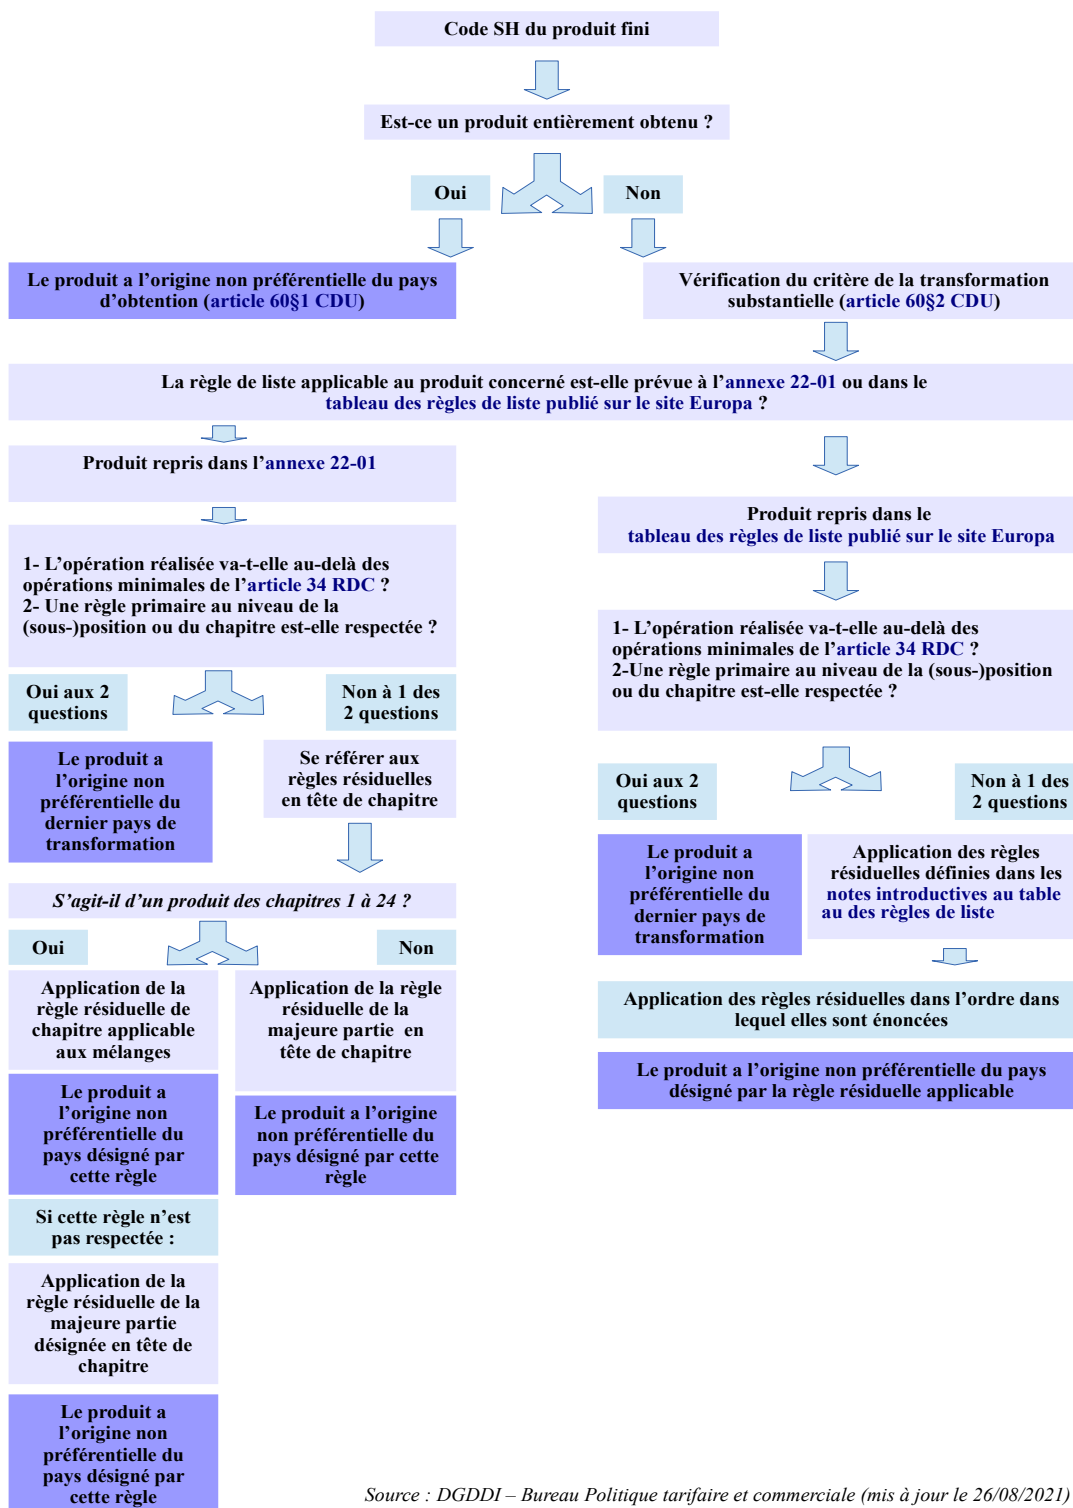 Code SH du produit fini
Est-ce un produit entièrement obtenu ?
Oui
Non
Le produit a l’origine non préférentielle du pays
d’obtention (article 60§1 CDU)
Vérification du critère de la transformation
substantielle (article 60§2 CDU)
La règle de liste applicable au produit concerné est-elle prévue à l’annexe 22-01 ou dans le
tableau des règles de liste publié sur le site Europa ?
Produit repris dans l’annexe 22-01
1- L’opération réalisée va-t-elle au-delà des
opérations minimales de l’article 34 RDC ?
2- Une règle primaire au niveau de la
(sous-)position ou du chapitre est-elle respectée ?
Oui aux 2
questions
Non à 1 des
2 questions
Le produit a
l’origine non
préférentielle du
dernier pays de
transformation
Se référer aux
règles résiduelles
en tête de chapitre
S’agit-il d’un produit des chapitres 1 à 24 ?
Oui
Non
Application de la
règle résiduelle de
chapitre applicable
aux mélanges
Application de la règle
résiduelle de la
majeure partie en
tête de chapitre
Le produit a
l’origine non
préférentielle du
pays désigné par
cette règle
Le produit a l’origine
non préférentielle du
pays désigné par cette
règle
Si cette règle n’est
pas respectée :
Application de la
règle résiduelle de la
majeure partie
désignée en tête de
chapitre
Le produit a
l’origine non
préférentielle du
pays désigné par
cette règle
Produit repris dans le
tableau des règles de liste publié sur le site Europa
1- L’opération réalisée va-t-elle au-delà des
opérations minimales de l’article 34 RDC ?
2-Une règle primaire au niveau de la (sous-)position
ou du chapitre est-elle respectée ?
Oui aux 2
questions
Non à 1 des
2 questions
Le produit a
l’origine non
préférentielle du
dernier pays de
transformation
Application des règles
résiduelles définies dans les
notes introductives au table
au des règles de liste
Application des règles résiduelles dans l’ordre dans
lequel elles sont énoncées
Le produit a l’origine non préférentielle du pays
désigné par la règle résiduelle applicable
Source : DGDDI – Bureau Politique tarifaire et commerciale (mis à jour le 26/08/2021)